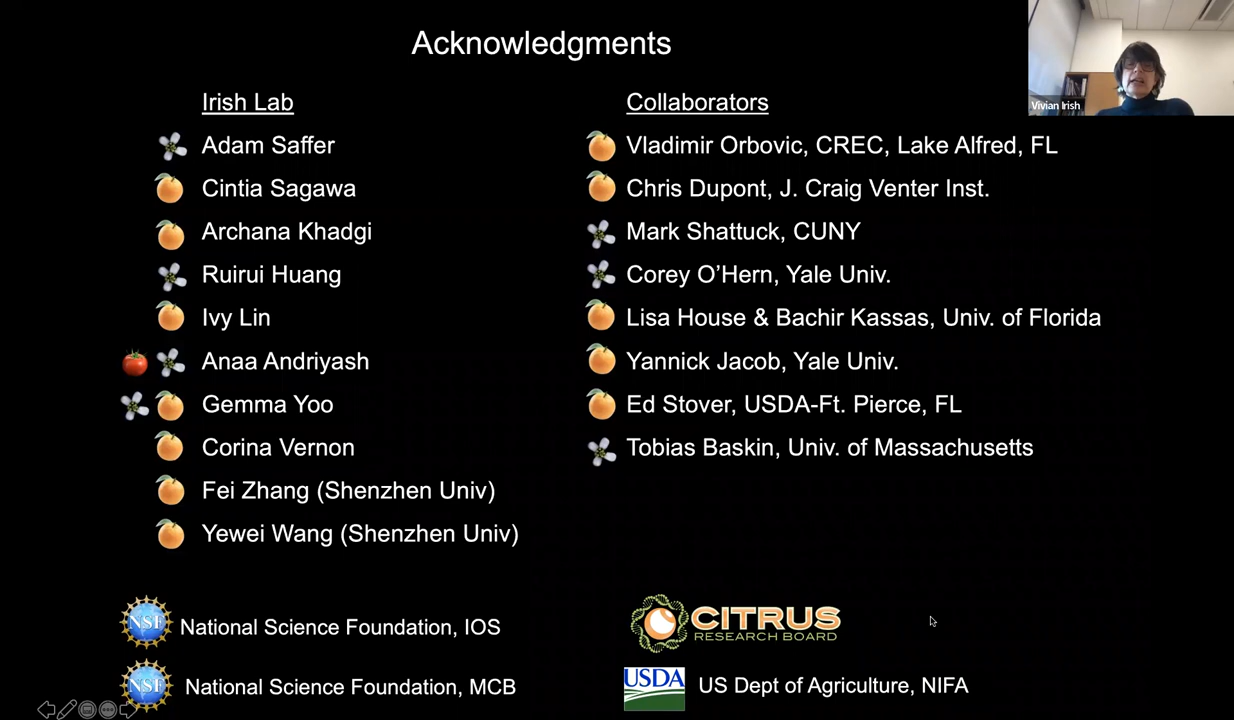 Acknowledgments
Vivian Irish
Irish Lab
Adam Saffer
Cintia Sagawa
Archana Khadgi
Ruirui Huang
Ivy Lin
Anaa Andriyash
Gemma Yoo
Corina Vernon
Fei Zhang (Shenzhen Univ)
Yewei Wang (Shenzhen Univ)
Collaborators
Vladimir Orbovic, CREC, Lake Alfred, FL
Chris Dupont, J. Craig Venter Inst.
Mark Shattuck, CUNY
Corey O’Hern, Yale Univ.
Lisa House & Bachir Kassas, Univ. of Florida
Yannick Jacob, Yale Univ.
Ed Stover, USDA-Ft. Pierce, FL
Tobias Baskin, Univ. of Massachusetts
NSF
National Science Foundation, IOS
NSF
National Science Foundation, MCB
CITRUS
RESEARCH BOARD
USDA
US Dept of Agriculture, NIFA